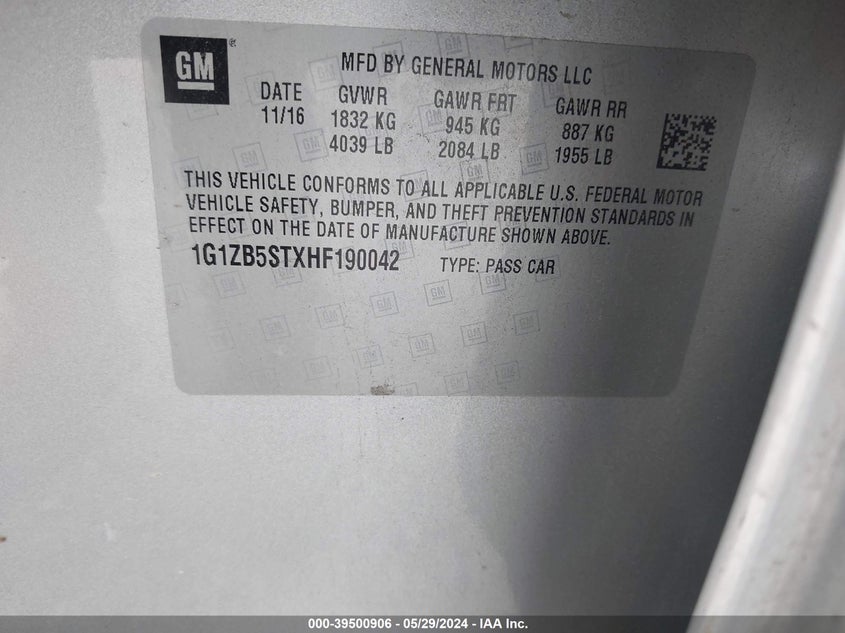 GM®
MFD BY GENERAL MOTORS LLC
DATE GVWR GAWR FRT GAWR RR
11/16 1832 KG 945 KG 887 KG
4039 LB 2084 LB 1955 LB
THIS VEHICLE CONFORMS TO ALL APPLICABLE U.S. FEDERAL MOTOR
VEHICLE SAFETY, BUMPER, AND THEFT PREVENTION STANDARDS IN
EFFECT ON THE DATE OF MANUFACTURE SHOWN ABOVE.
1G1ZB5STXHF190042 TYPE: PASS CAR
000-39500906 - 05/29/2024 - IAA Inc.